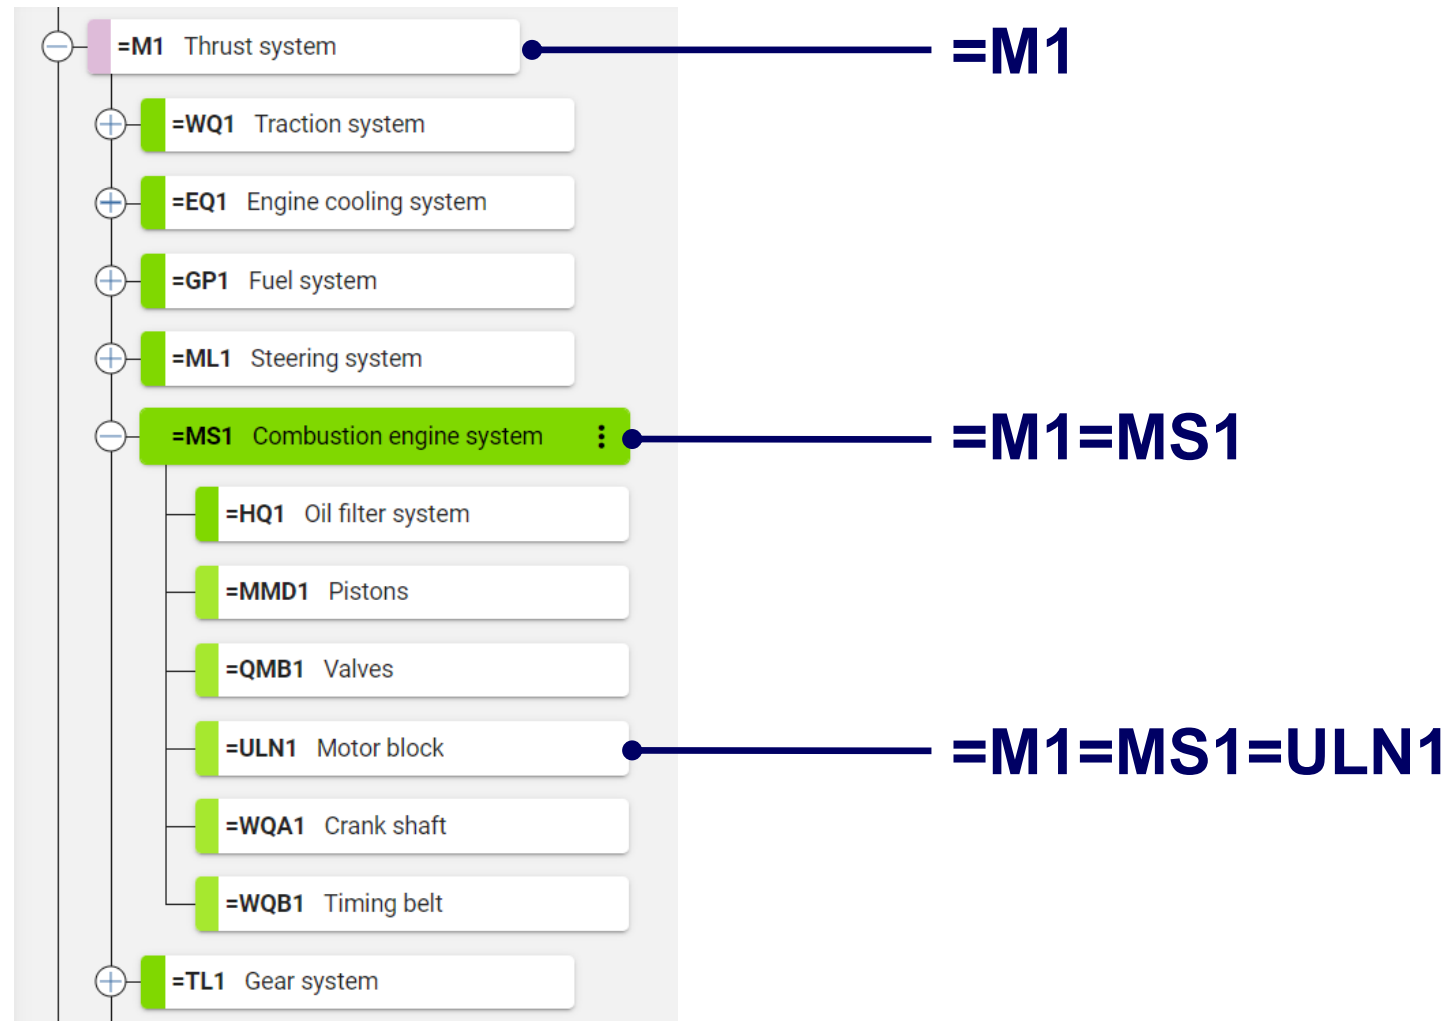 =M1 Thrust system
=M1
=WQ1 Traction system
=EQ1 Engine cooling system
=GP1 Fuel system
=ML1 Steering system
=MS1 Combustion engine system
=M1=MS1
=HQ1 Oil filter system
=MMD1 Pistons
=QMB1 Valves
=ULN1 Motor block
=M1=MS1=ULN1
=WQA1 Crank shaft
=WQB1 Timing belt
=TL1 Gear system